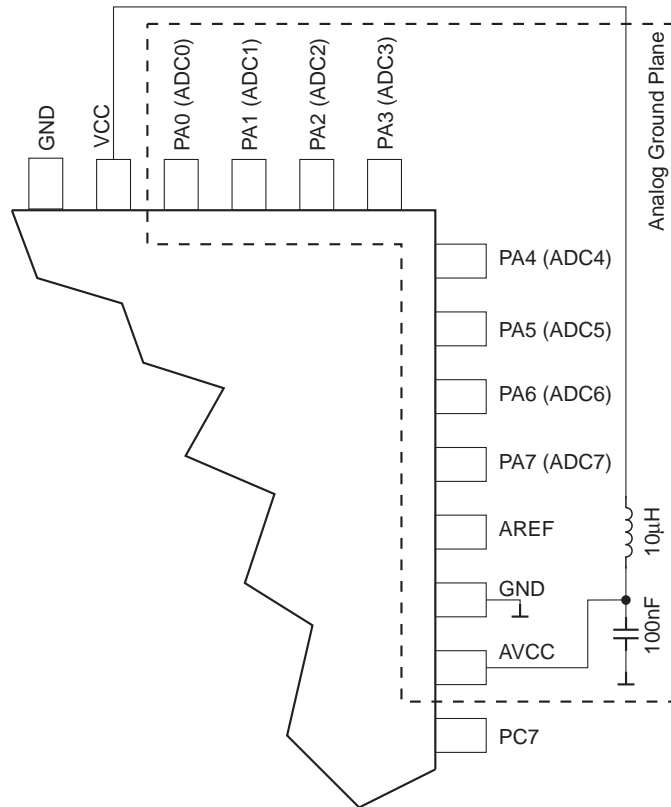 GND
VCC
PA0 (ADC0)
PA1 (ADC1)
PA2 (ADC2)
PA3 (ADC3)
Analog Ground Plane
PA4 (ADC4)
PA5 (ADC5)
PA6 (ADC6)
PA7 (ADC7)
AREF
10μH
GND
AVCC
100nF
PC7